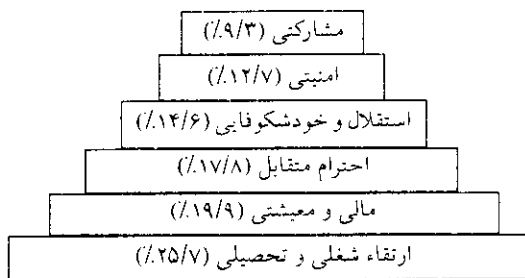 مشارکتی (٪۹/۳)
امنیتی (٪۱۲/۷)
استقلال و خودشکوفایی (٪۱۴/۶)
احترام متقابل (٪۱۷/۸)
مالی و معیشتی (٪۱۹/۹)
ارتقاء شغلی و تحصیلی (٪۲۵/۷)